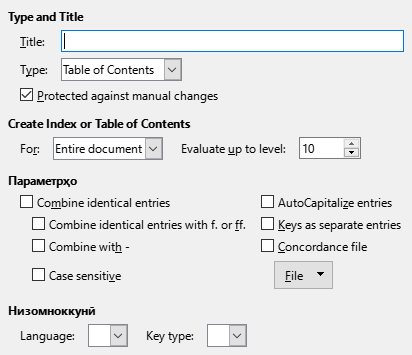 Type and Title
Title:
Type: Table of Contents
Protected against manual changes
Create Index or Table of Contents
For: Entire document Evaluate up to level: 10
Параметрҳо
Combine identical entries AutoCapitalize entries
Combine identical entries with f. or ff. Keys as separate entries
Combine with - Concordance file
Case sensitive File
Низомноккунӣ
Language: Key type: